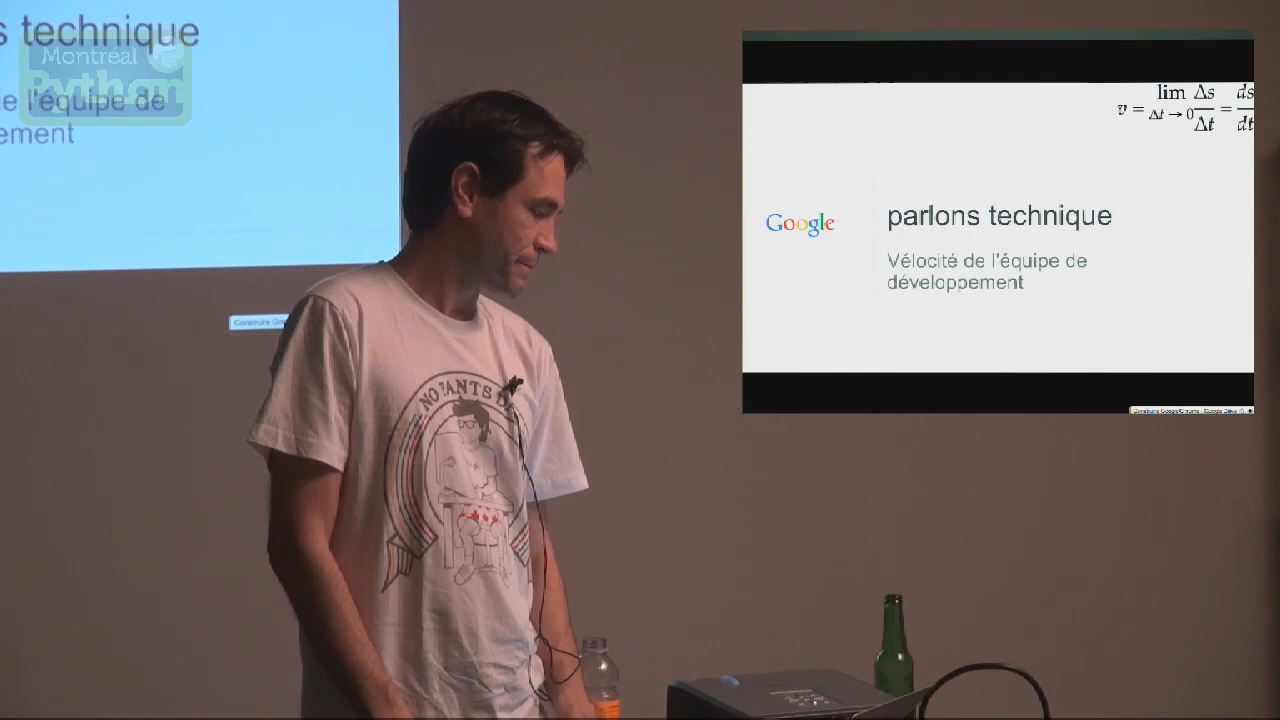 s technique
Montréal
Python
e l'équipe de
ement
v = lim Δt → 0 Δs/Δt = ds/dt
Google
parlons technique
Vélocité de l'équipe de
développement
NO PANTS D